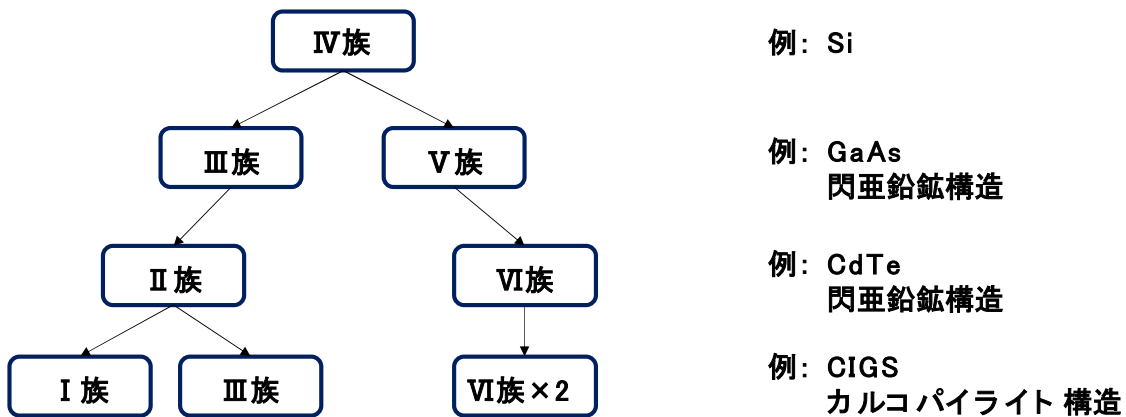 Ⅳ族
例: Si
Ⅲ族
Ⅴ族
例: GaAs
閃亜鉛鉱構造
Ⅱ族
Ⅵ族
例: CdTe
閃亜鉛鉱構造
Ⅰ族
Ⅲ族
Ⅵ族×2
例: CIGS
カルコパイライト構造